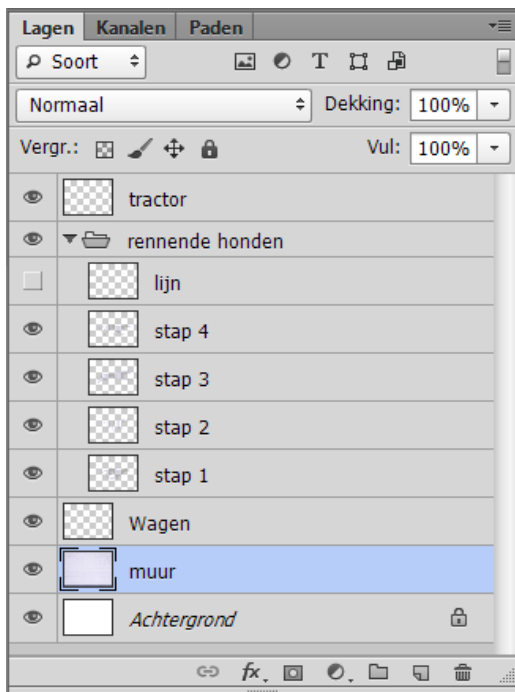 Lagen Kanalen Paden
Soort
Normaal Dekking: 100%
Vergr.: Vul: 100%
tractor
rennende honden
lijn
stap 4
stap 3
stap 2
stap 1
Wagen
muur
Achtergrond
fx